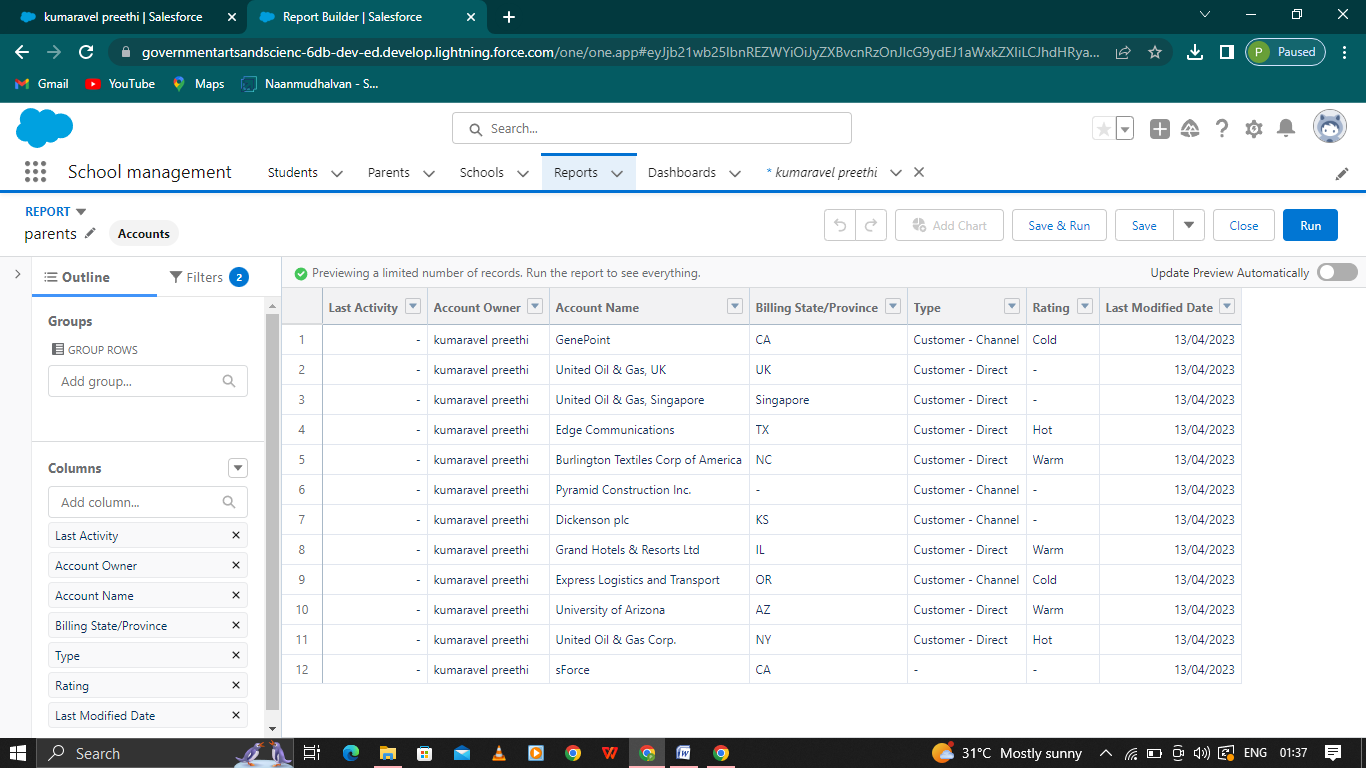 kumaravel preethi | Salesforce
Report Builder | Salesforce
governmentartsandscienc-6db-dev-ed.develop.lightning.force.com/one/one.app#eyJjb21wb25lbnREZWYiOiJyZXBvcnRzOnJlcG9ydEJ1aWxkZXIiLCJhdHRya...
P Paused
Gmail YouTube Maps Naanmudhalvan - S...
Search...
School management Students Parents Schools Reports Dashboards * kumaravel preethi
REPORT
parents Accounts
Add Chart Save & Run Save Close Run
Outline Filters 2
Previewing a limited number of records. Run the report to see everything. Update Preview Automatically
Groups
GROUP ROWS
Add group...
Columns
Add column...
Last Activity
Account Owner
Account Name
Billing State/Province
Type
Rating
Last Modified Date
Last Activity Account Owner Account Name Billing State/Province Type Rating Last Modified Date
1 - kumaravel preethi GenePoint CA Customer - Channel Cold 13/04/2023
2 - kumaravel preethi United Oil & Gas, UK UK Customer - Direct - 13/04/2023
3 - kumaravel preethi United Oil & Gas, Singapore Singapore Customer - Direct - 13/04/2023
4 - kumaravel preethi Edge Communications TX Customer - Direct Hot 13/04/2023
5 - kumaravel preethi Burlington Textiles Corp of America NC Customer - Direct Warm 13/04/2023
6 - kumaravel preethi Pyramid Construction Inc. - Customer - Channel - 13/04/2023
7 - kumaravel preethi Dickenson plc KS Customer - Channel - 13/04/2023
8 - kumaravel preethi Grand Hotels & Resorts Ltd IL Customer - Direct Warm 13/04/2023
9 - kumaravel preethi Express Logistics and Transport OR Customer - Channel Cold 13/04/2023
10 - kumaravel preethi University of Arizona AZ Customer - Direct Warm 13/04/2023
11 - kumaravel preethi United Oil & Gas Corp. NY Customer - Direct Hot 13/04/2023
12 - kumaravel preethi sForce CA - - 13/04/2023
Search 31°C Mostly sunny ENG 01:37